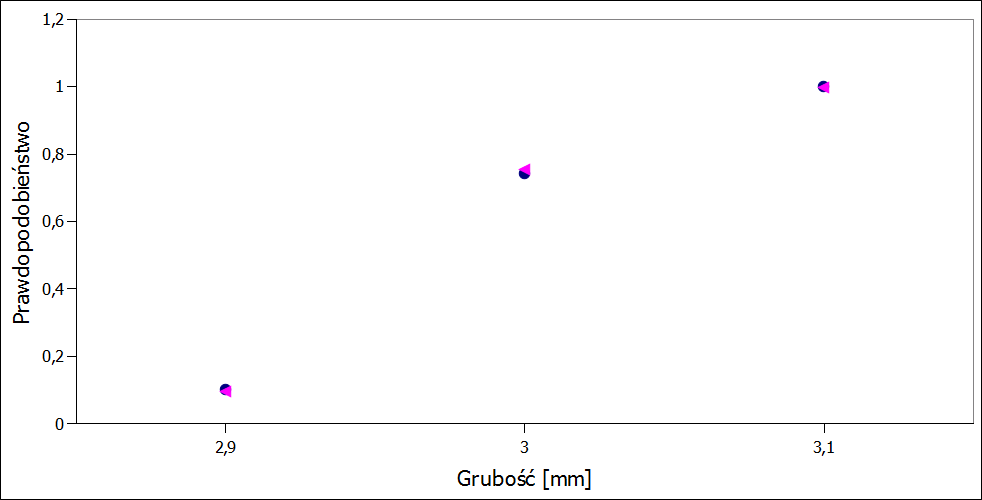 1,2
1
0,8
0,6
0,4
0,2
0
Prawdopodobieństwo
2,9 3 3,1
Grubość [mm]